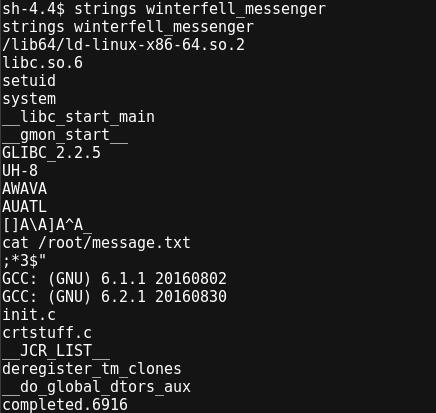 sh-4.4$ strings winterfell_messenger
strings winterfell_messenger
/lib64/ld-linux-x86-64.so.2
libc.so.6
setuid
system
__libc_start_main
__gmon_start__
GLIBC_2.2.5
UH-8
AWAVA
AUATL
[]A\A]A^A_
cat /root/message.txt
;*3$"
GCC: (GNU) 6.1.1 20160802
GCC: (GNU) 6.2.1 20160830
init.c
crtstuff.c
__JCR_LIST__
deregister_tm_clones
__do_global_dtors_aux
completed.6916